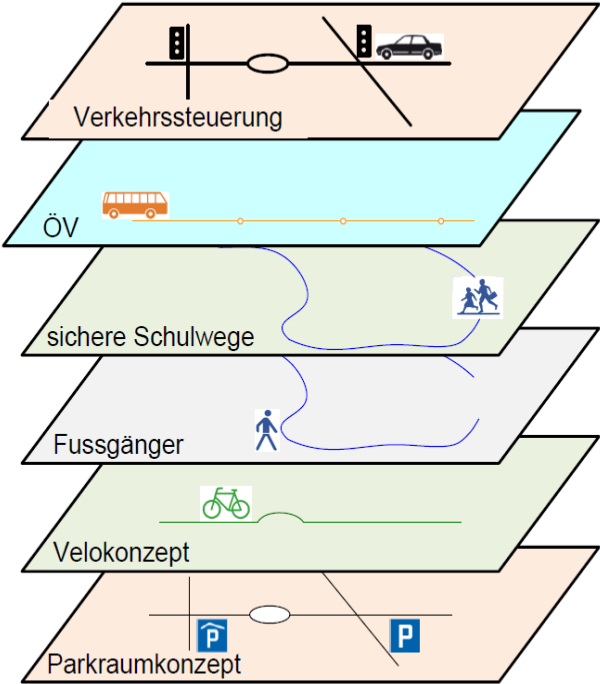 Verkehrssteuerung
ÖV
sichere Schulwege
Fussgänger
Velokonzept
P
P
Parkraumkonzept